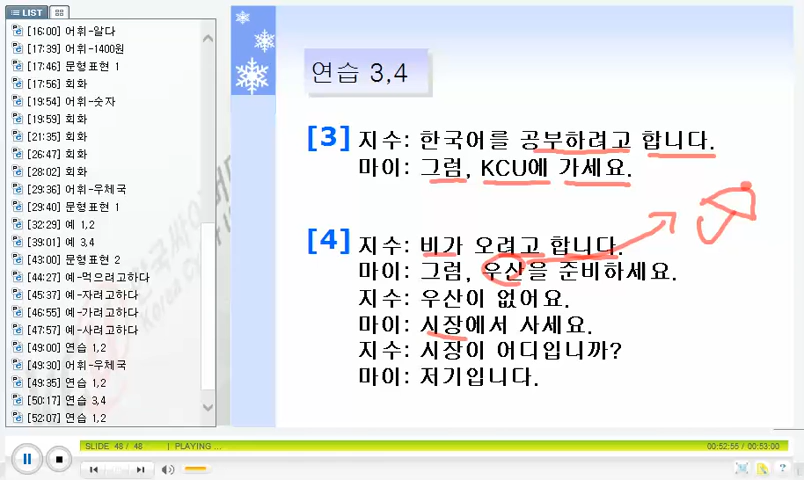 LIST
[16:00] 어휘-알다
[17:39] 어휘-1400원
[17:46] 문형표현 1
[17:56] 회화
[19:54] 어휘-숫자
[19:59] 회화
[21:35] 회화
[26:47] 회화
[28:02] 회화
[29:36] 어휘-우체국
[29:40] 문형표현 1
[32:29] 예 1,2
[39:01] 예 3,4
[43:00] 문형표현 2
[44:27] 예-먹으려고하다
[45:37] 예-자려고하다
[46:55] 예-가려고하다
[47:57] 예-사려고하다
[49:00] 연습 1,2
[49:30] 어휘-우체국
[49:35] 연습 1,2
[50:17] 연습 3,4
[52:07] 연습 1,2
연습 3,4
[3] 지수: 한국어를 공부하려고 합니다.
마이: 그럼, KCU에 가세요.
[4] 지수: 비가 오려고 합니다.
마이: 그럼, 우산을 준비하세요.
지수: 우산이 없어요.
마이: 시장에서 사세요.
지수: 시장이 어디입니까?
마이: 저기입니다.
SLIDE 48 / 48 | PLAYING ...
00:52:55 / 00:53:00